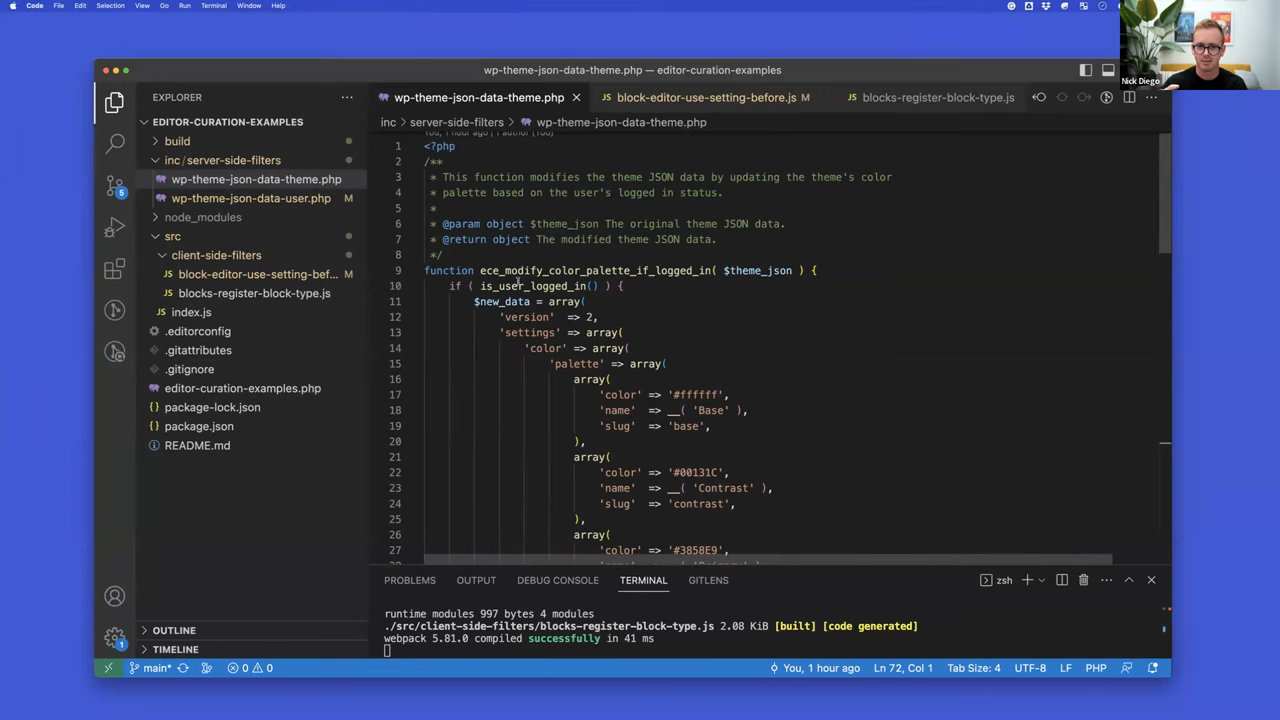 Code File Edit Selection View Go Run Terminal Window Help
Nick Diego
wp-theme-json-data-theme.php — editor-curation-examples
EXPLORER
EDITOR-CURATION-EXAMPLES
build
inc/server-side-filters
wp-theme-json-data-theme.php
wp-theme-json-data-user.php M
node_modules
src
client-side-filters
block-editor-use-setting-bef... M
blocks-register-block-type.js
index.js
.editorconfig
.gitattributes
.gitignore
editor-curation-examples.php
package-lock.json
package.json
README.md
OUTLINE
TIMELINE
5
1
wp-theme-json-data-theme.php block-editor-use-setting-before.js M blocks-register-block-type.js
inc > server-side-filters > wp-theme-json-data-theme.php
You, 1 hour ago | 1 author (You)
1 <?php
2 /**
3 * This function modifies the theme JSON data by updating the theme's color
4 * palette based on the user's logged in status.
5 *
6 * @param object $theme_json The original theme JSON data.
7 * @return object The modified theme JSON data.
8 */
9 function ece_modify_color_palette_if_logged_in( $theme_json ) {
10 if ( is_user_logged_in() ) {
11 $new_data = array(
12 'version' => 2,
13 'settings' => array(
14 'color' => array(
15 'palette' => array(
16 array(
17 'color' => '#ffffff',
18 'name' => __( 'Base' ),
19 'slug' => 'base',
20 ),
21 array(
22 'color' => '#00131C',
23 'name' => __( 'Contrast' ),
24 'slug' => 'contrast',
25 ),
26 array(
27 'color' => '#3858E9',
PROBLEMS OUTPUT DEBUG CONSOLE TERMINAL GITLENS
zsh
runtime modules 997 bytes 4 modules
./src/client-side-filters/blocks-register-block-type.js 2.08 KiB [built] [code generated]
webpack 5.81.0 compiled successfully in 41 ms
main* 0 0 You, 1 hour ago Ln 72, Col 1 Tab Size: 4 UTF-8 LF PHP